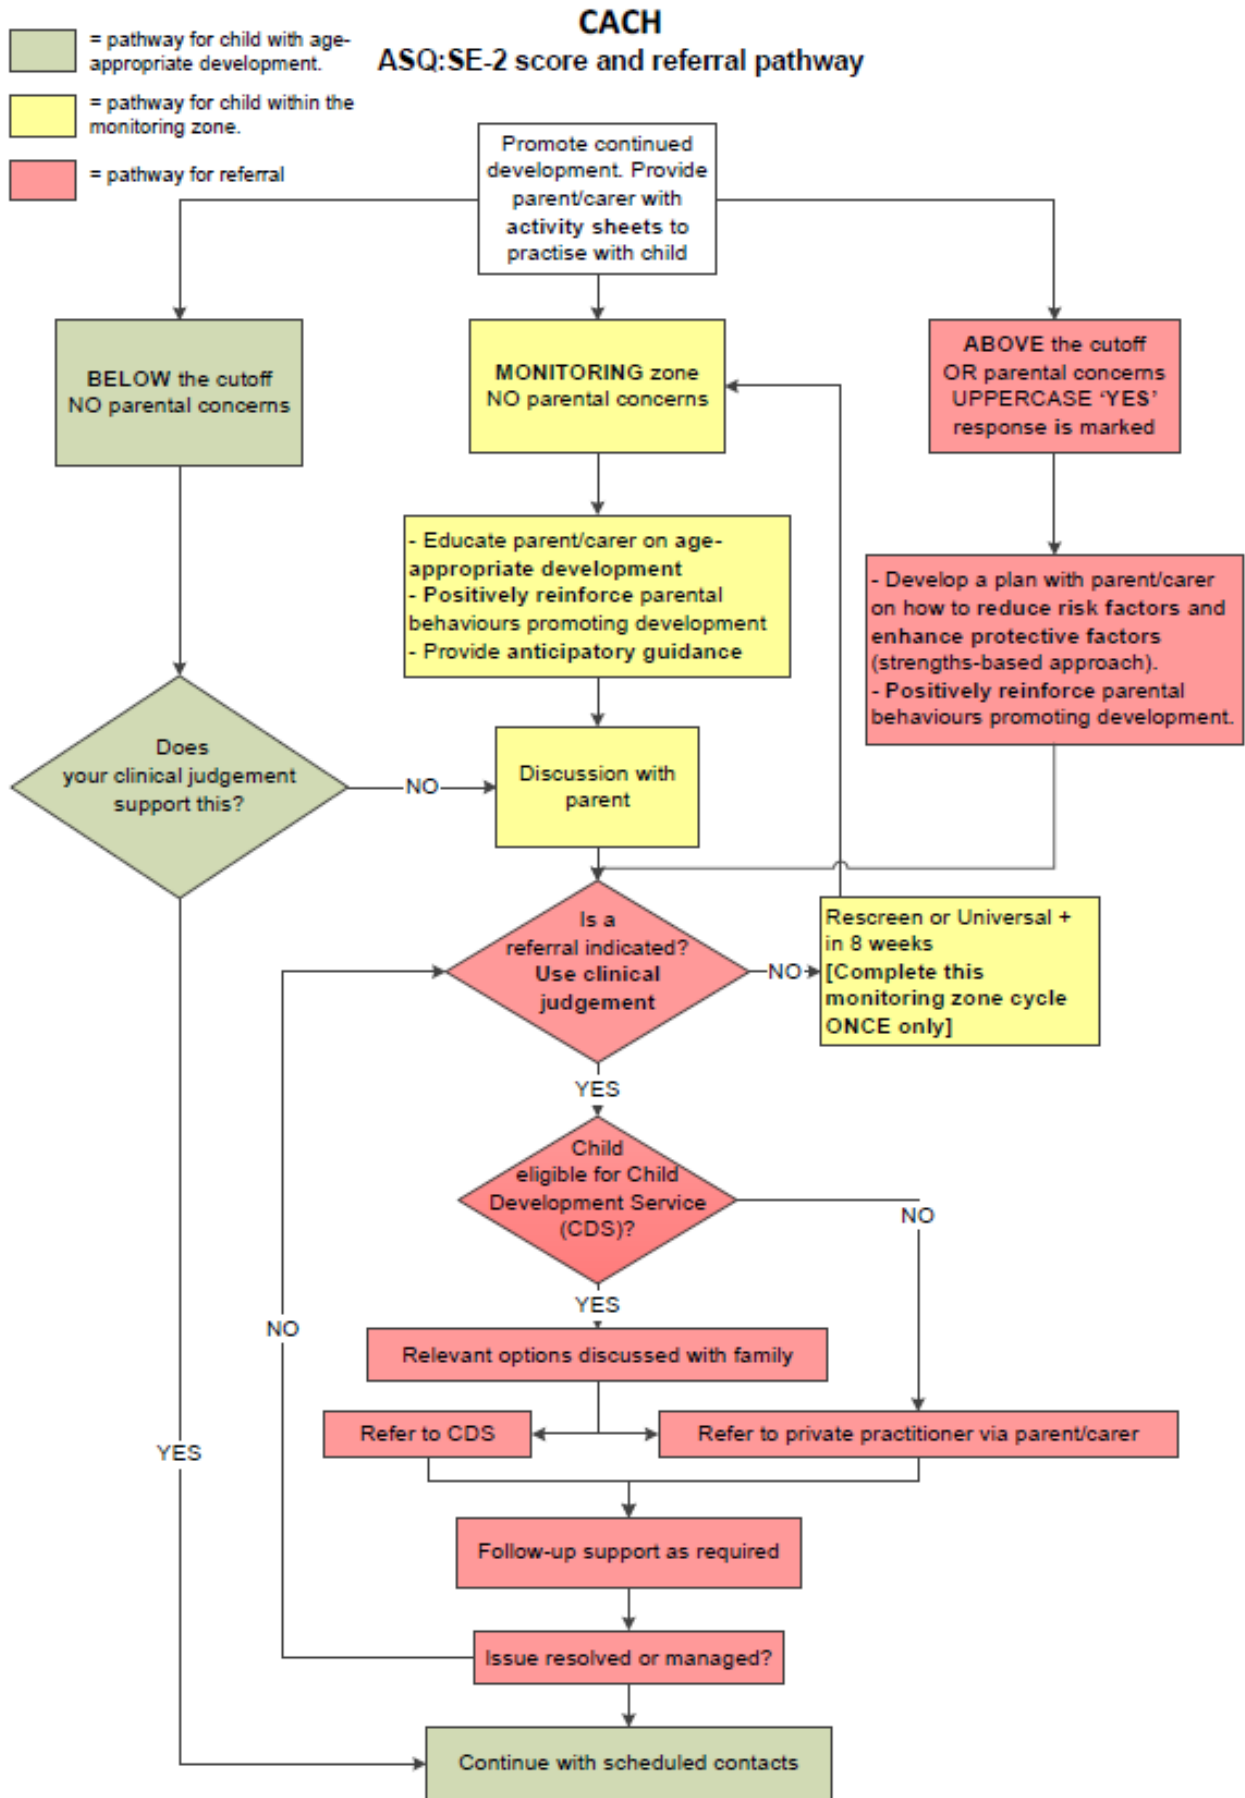 CACH
ASQ:SE-2 score and referral pathway
= pathway for child with age-
appropriate development.
= pathway for child within the
monitoring zone.
= pathway for referral
Promote continued
development. Provide
parent/carer with
activity sheets to
practise with child
BELOW the cutoff
NO parental concerns
MONITORING zone
NO parental concerns
ABOVE the cutoff
OR parental concerns
UPPERCASE ‘YES’
response is marked
- Educate parent/carer on age-
appropriate development
- Positively reinforce parental
behaviours promoting development
- Provide anticipatory guidance
- Develop a plan with parent/carer
on how to reduce risk factors and
enhance protective factors
(strengths-based approach).
- Positively reinforce parental
behaviours promoting development.
Does
your clinical judgement
support this?
NO
Discussion with
parent
Is a
referral indicated?
Use clinical
judgement
NO
Rescreen or Universal +
in 8 weeks
[Complete this
monitoring zone cycle
ONCE only]
YES
Child
eligible for Child
Development Service
(CDS)?
NO
YES
NO
Relevant options discussed with family
Refer to CDS
Refer to private practitioner via parent/carer
YES
Follow-up support as required
Issue resolved or managed?
Continue with scheduled contacts